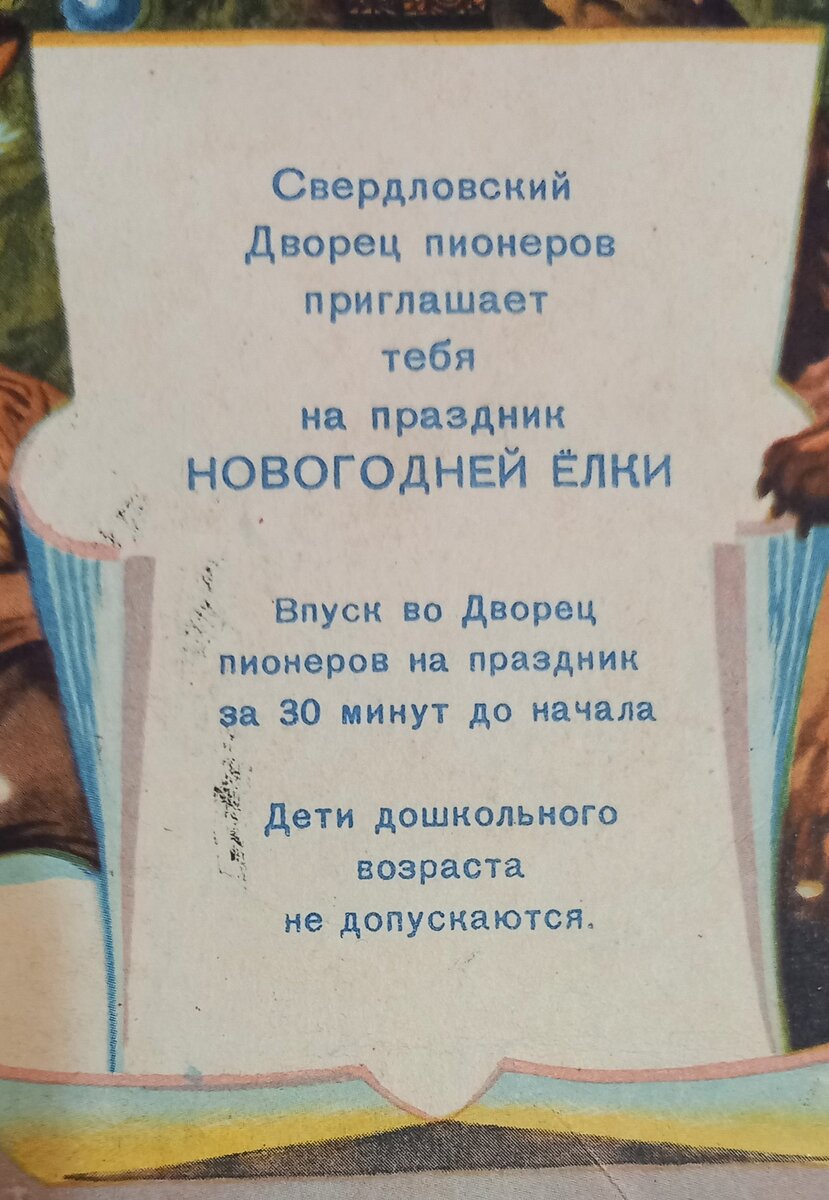 Свердловский
Дворец пионеров
приглашает
тебя
на праздник
НОВОГОДНЕЙ ЁЛКИ
Впуск во Дворец
пионеров на праздник
за 30 минут до начала
Дети дошкольного
возраста
не допускаются.